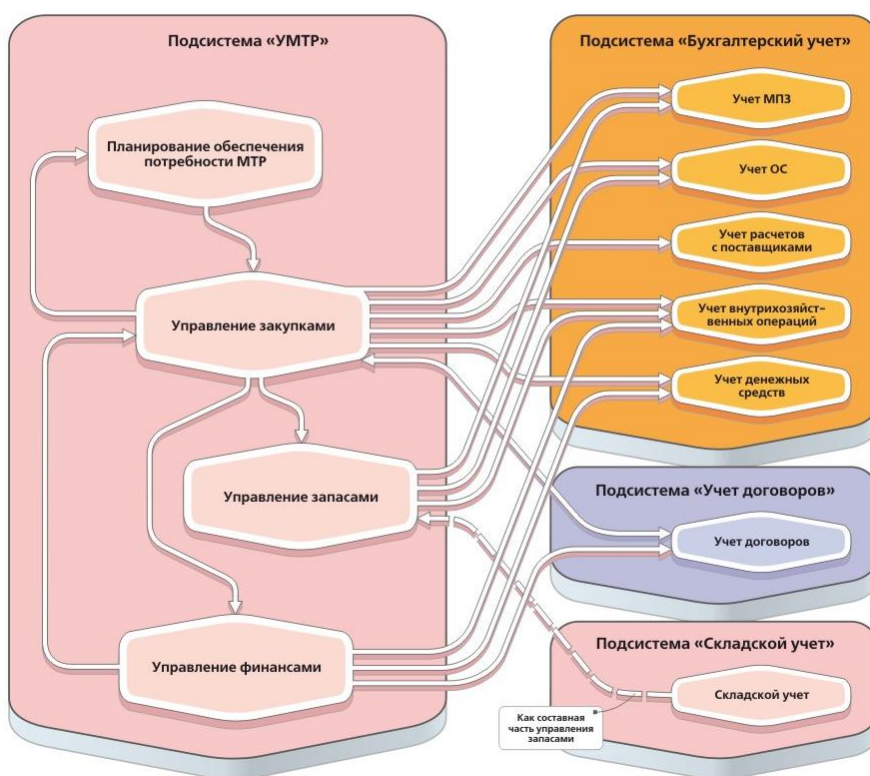 Подсистема «УМТР»
Планирование обеспечения
потребности МТР
Управление закупками
Управление запасами
Управление финансами
Подсистема «Бухгалтерский учет»
Учет МПЗ
Учет ОС
Учет расчетов
с поставщиками
Учет внутрихозяйст-
венных операций
Учет денежных
средств
Подсистема «Учет договоров»
Учет договоров
Подсистема «Складской учет»
Складской учет
Как составная
часть управления
запасами